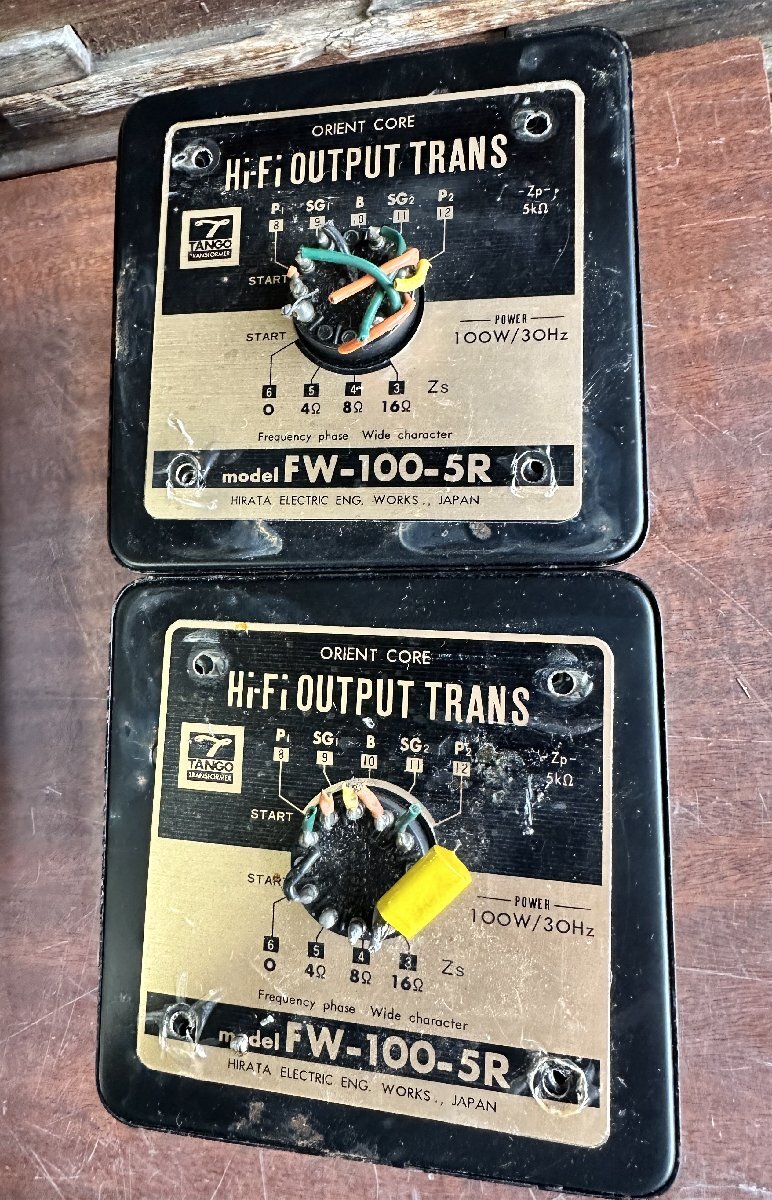 ORIENT CORE
Hi-Fi OUTPUT TRANS
P1 SG1 B SG2 P2
8 9 10 11 12
-Zp-
5kΩ
TANGO
TRANSFORMER
START
START
POWER
100W/30Hz
6 5 4 3 Zs
0 4Ω 8Ω 16Ω
Frequency phase Wide character
model FW-100-5R
HIRATA ELECTRIC ENG. WORKS., JAPAN
ORIENT CORE
Hi-Fi OUTPUT TRANS
P1 SG1 B SG2 P2
8 9 10 11 12
-Zp-
5kΩ
TANGO
TRANSFORMER
START
STAR
POWER
100W/30Hz
6 5 4 3 Zs
0 4Ω 8Ω 16Ω
Frequency phase Wide character
model FW-100-5R
HIRATA ELECTRIC ENG. WORKS., JAPAN